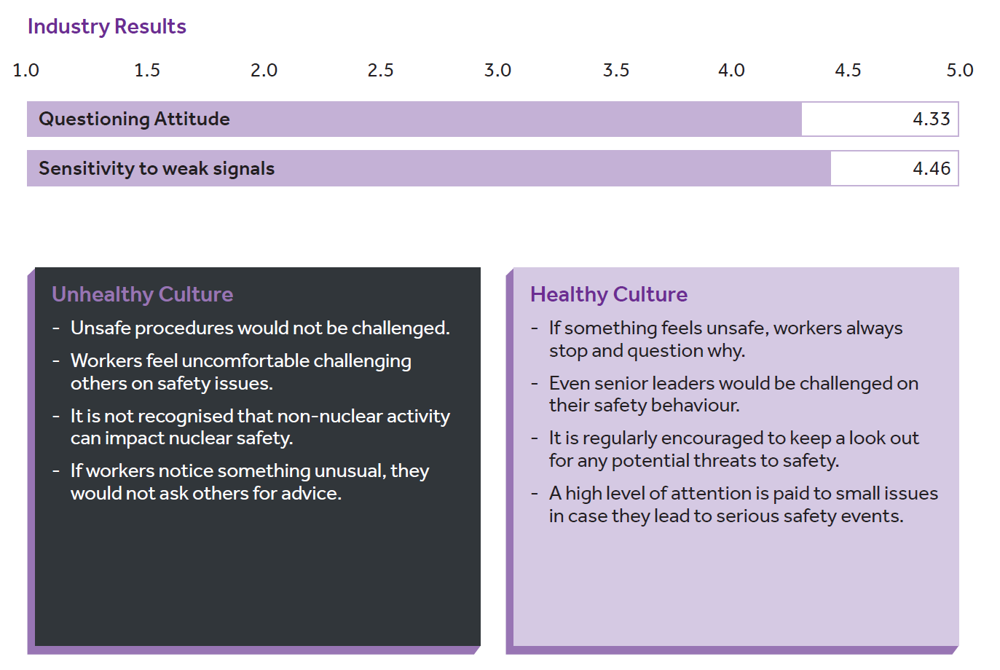 Industry Results
1.0 1.5 2.0 2.5 3.0 3.5 4.0 4.5 5.0
Questioning Attitude 4.33
Sensitivity to weak signals 4.46
Unhealthy Culture
- Unsafe procedures would not be challenged.
- Workers feel uncomfortable challenging
others on safety issues.
- It is not recognised that non-nuclear activity
can impact nuclear safety.
- If workers notice something unusual, they
would not ask others for advice.
Healthy Culture
- If something feels unsafe, workers always
stop and question why.
- Even senior leaders would be challenged on
their safety behaviour.
- It is regularly encouraged to keep a look out
for any potential threats to safety.
- A high level of attention is paid to small issues
in case they lead to serious safety events.